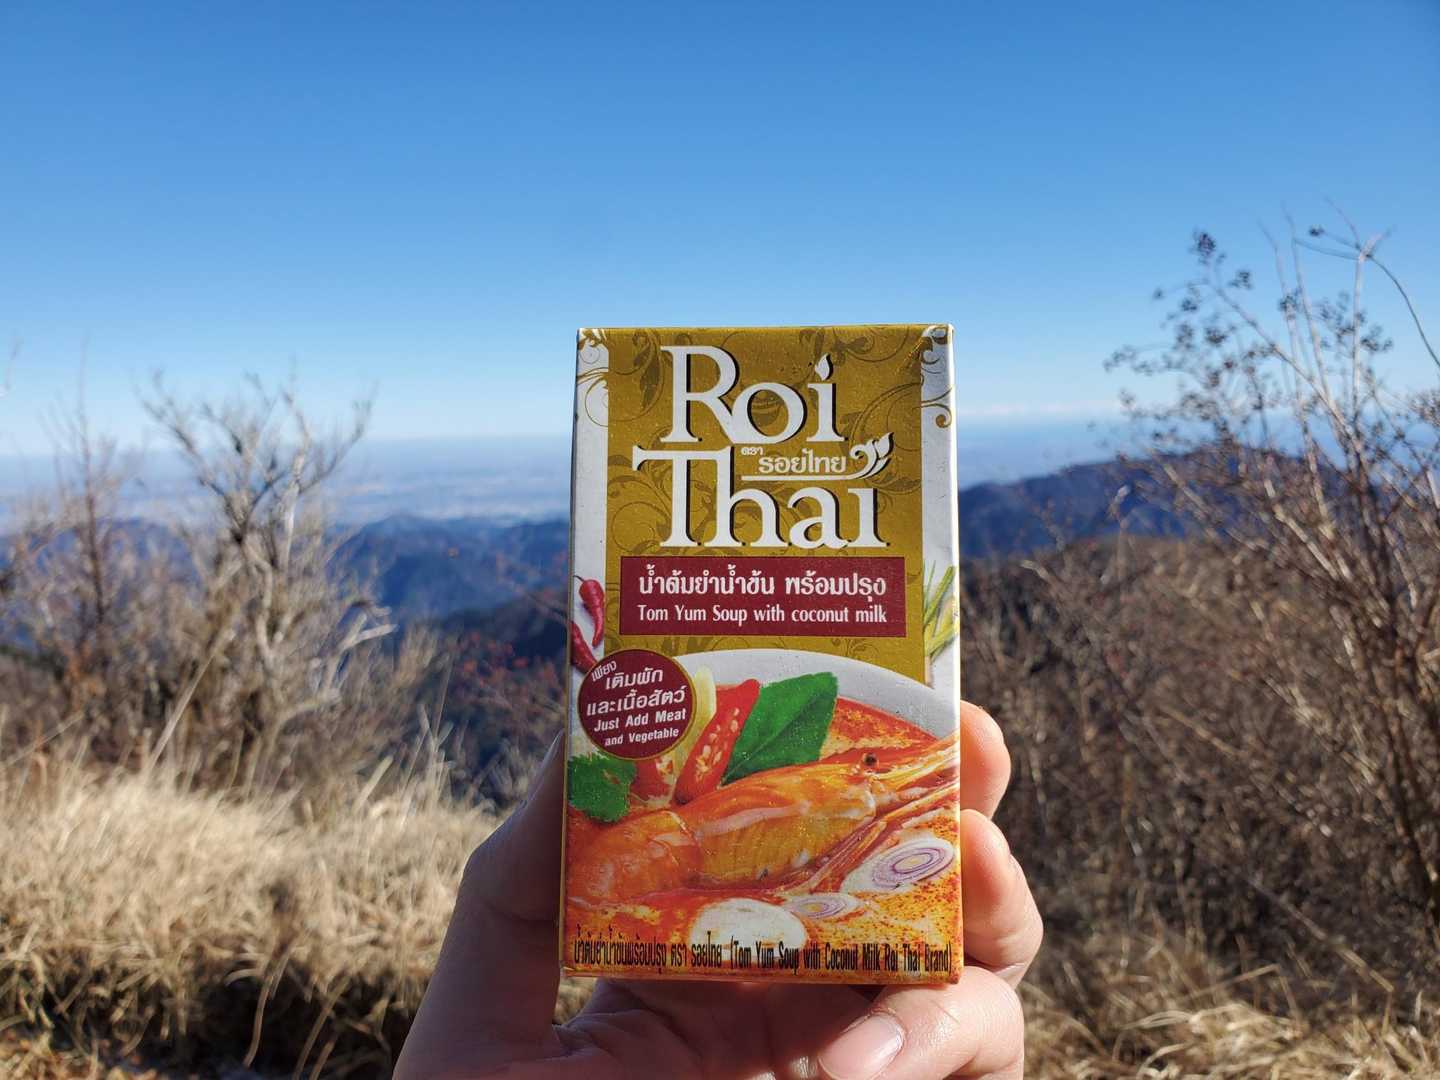 Roi
ตรา
รอยไทย
Thai
น้ำต้มยำน้ำข้น พร้อมปรุง
Tom Yum Soup with coconut milk
เพียง
เติมผัก
และเนื้อสัตว์
Just Add Meat
and Vegetable
น้ำต้มยำน้ำข้นพร้อมปรุง ตรา รอยไทย (Tom Yum Soup with Coconut Milk Roi Thai Brand)